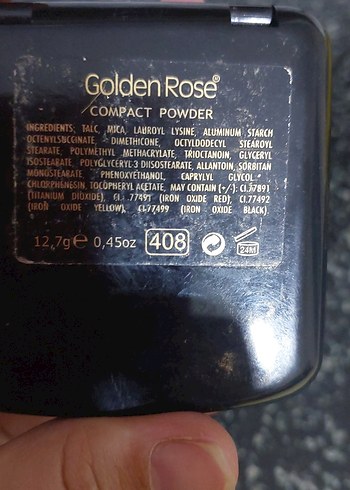 Golden Rose®
COMPACT POWDER
INGREDIENTS: TALC, MICA, LAUROYL LYSINE, ALUMINUM STARCH
OCTENYLSUCCINATE, DIMETHICONE, OCTYLDODECYL STEAROYL
STEARATE, POLYMETHYL METHACRYLATE, TRIOCTANOIN, GLYCERYL
ISOSTEARATE, POLYGLYCERYL-3 DIISOSTEARATE, ALLANTOIN, SORBITAN
MONOSTEARATE, PHENOXYETHANOL, CAPRYLYL GLYCOL,
CHLORPHENESIN, TOCOPHERYL ACETATE, MAY CONTAIN (+/-): CI.77891
(TITANIUM DIOXIDE), CI.77491 (IRON OXIDE RED), CI.77492
(IRON OXIDE YELLOW), CI.77499 (IRON OXIDE BLACK).
12,7g e 0,45oz 408 24M